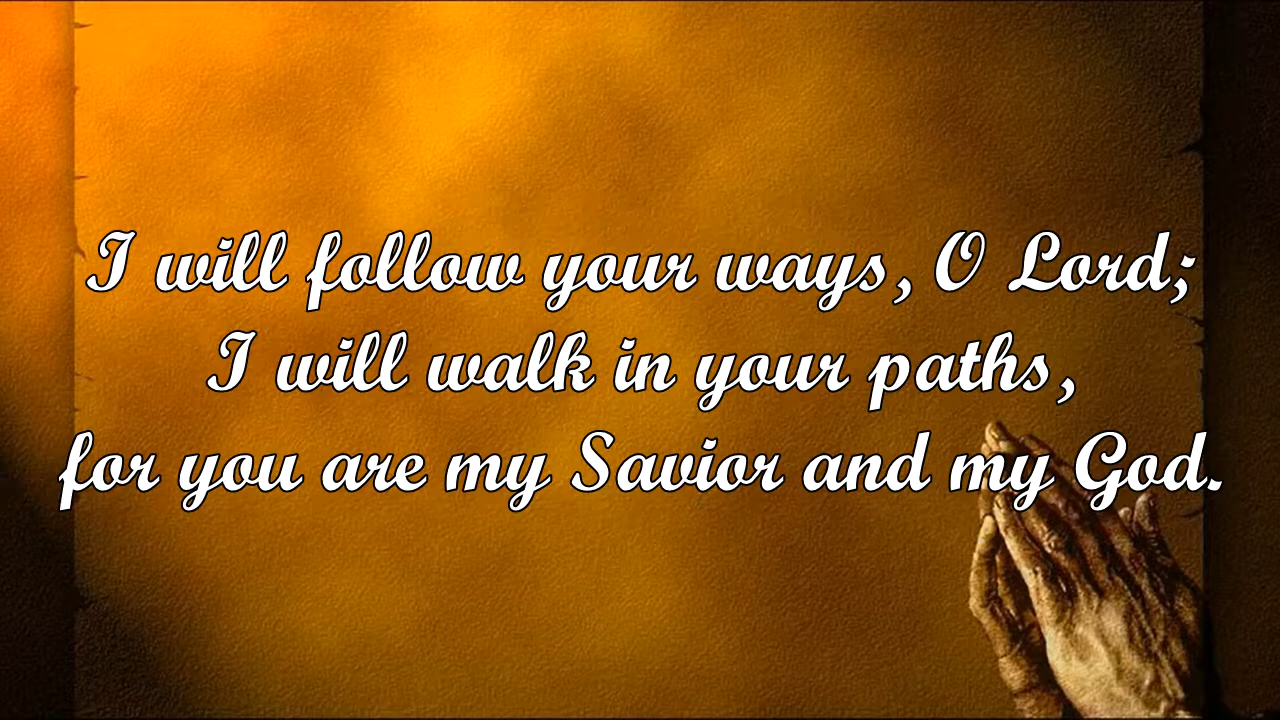 I will follow your ways, O Lord;
I will walk in your paths,
for you are my Savior and my God.